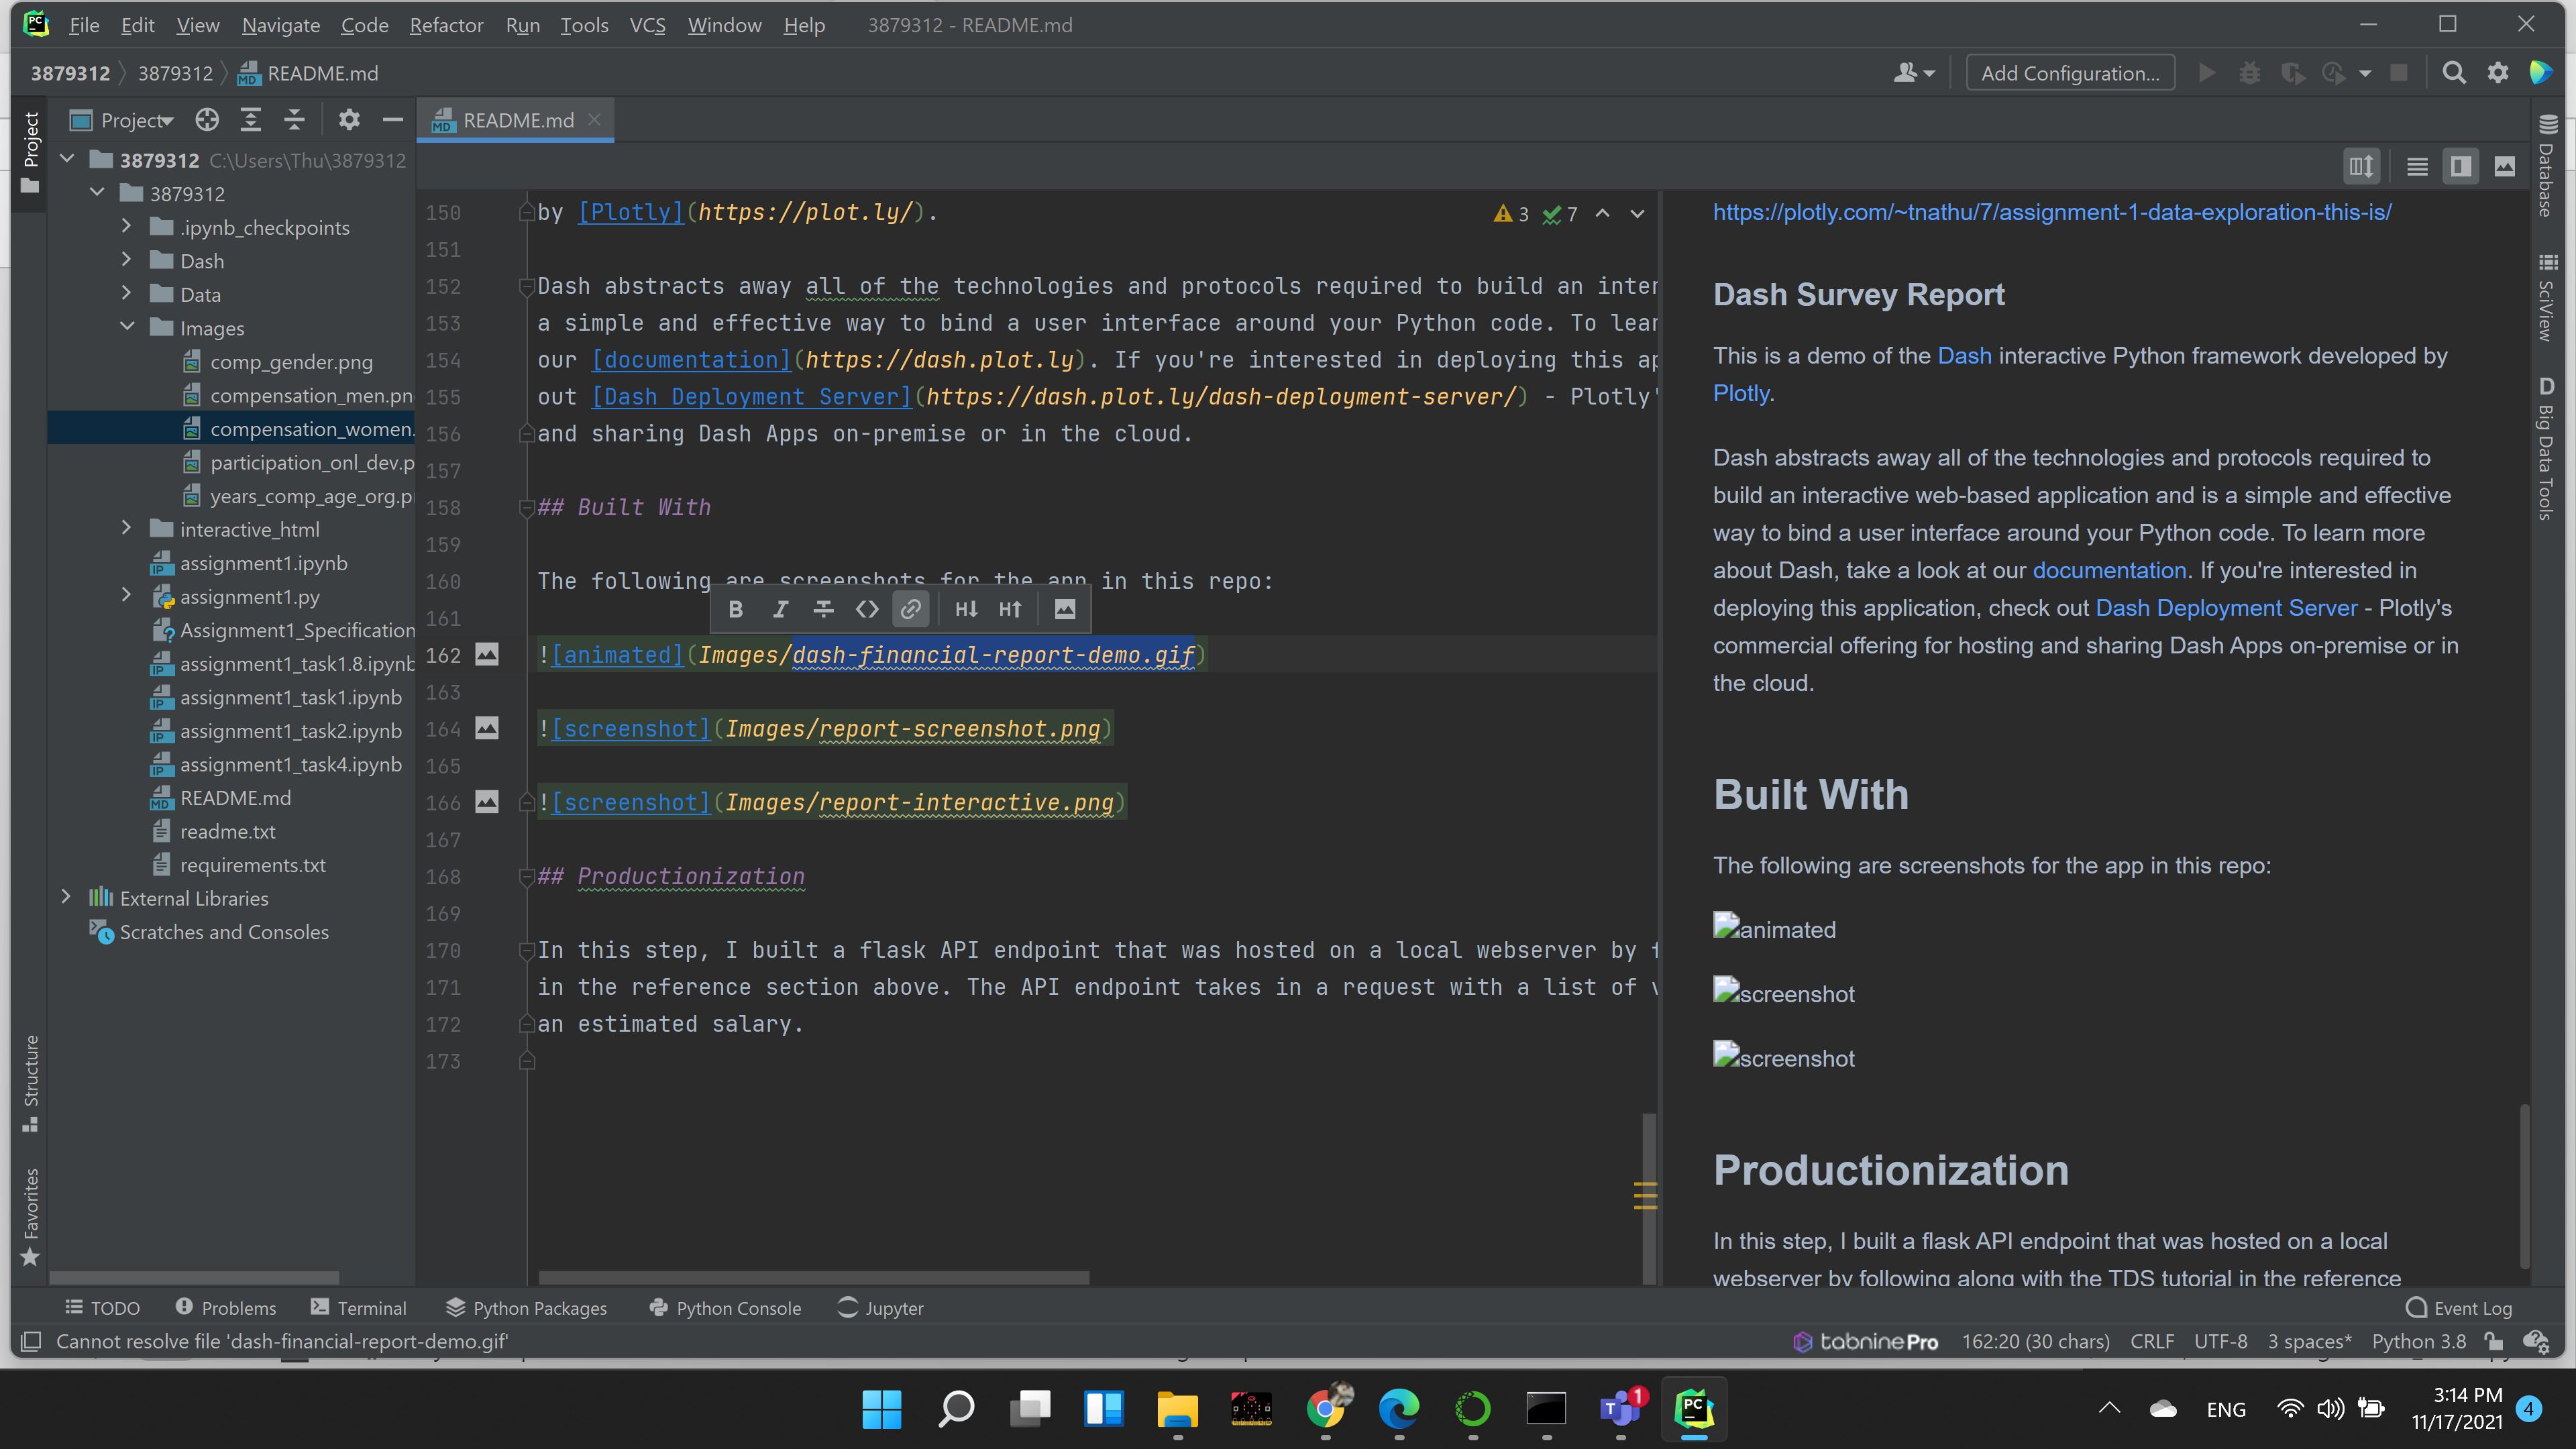 File Edit View Navigate Code Refactor Run Tools VCS Window Help 3879312 - README.md
3879312 3879312 README.md Add Configuration...
Project
Project
README.md
3879312 C:\Users\Thu\3879312
3879312
.ipynb_checkpoints
Dash
Data
Images
comp_gender.png
compensation_men.pn
compensation_women.
participation_onl_dev.p
years_comp_age_org.p
interactive_html
assignment1.ipynb
assignment1.py
Assignment1_Specification
assignment1_task1.8.ipynb
assignment1_task1.ipynb
assignment1_task2.ipynb
assignment1_task4.ipynb
README.md
readme.txt
requirements.txt
External Libraries
Scratches and Consoles
Structure
Favorites
3 7
150 by [Plotly](https://plot.ly/).
151
152 Dash abstracts away all of the technologies and protocols required to build an inter
153 a simple and effective way to bind a user interface around your Python code. To lear
154 our [documentation](https://dash.plot.ly). If you're interested in deploying this ap
155 out [Dash Deployment Server](https://dash.plot.ly/dash-deployment-server/) - Plotly'
156 and sharing Dash Apps on-premise or in the cloud.
157
158 ## Built With
159
160 The following are screenshots for the app in this repo:
161
B I S <> H↓ H↑
162 ![animated](Images/dash-financial-report-demo.gif)
163
164 ![screenshot](Images/report-screenshot.png)
165
166 ![screenshot](Images/report-interactive.png)
167
168 ## Productionization
169
170 In this step, I built a flask API endpoint that was hosted on a local webserver by f
171 in the reference section above. The API endpoint takes in a request with a list of v
172 an estimated salary.
173
https://plotly.com/~tnathu/7/assignment-1-data-exploration-this-is/
Dash Survey Report
This is a demo of the Dash interactive Python framework developed by
Plotly.
Dash abstracts away all of the technologies and protocols required to
build an interactive web-based application and is a simple and effective
way to bind a user interface around your Python code. To learn more
about Dash, take a look at our documentation. If you're interested in
deploying this application, check out Dash Deployment Server - Plotly's
commercial offering for hosting and sharing Dash Apps on-premise or in
the cloud.
Built With
The following are screenshots for the app in this repo:
animated
screenshot
screenshot
Productionization
In this step, I built a flask API endpoint that was hosted on a local
webserver by following along with the TDS tutorial in the reference
Database
SciView
D Big Data Tools
TODO Problems Terminal Python Packages Python Console Jupyter Event Log
Cannot resolve file 'dash-financial-report-demo.gif' tabnine Pro 162:20 (30 chars) CRLF UTF-8 3 spaces* Python 3.8
1
ENG 3:14 PM
11/17/2021 4